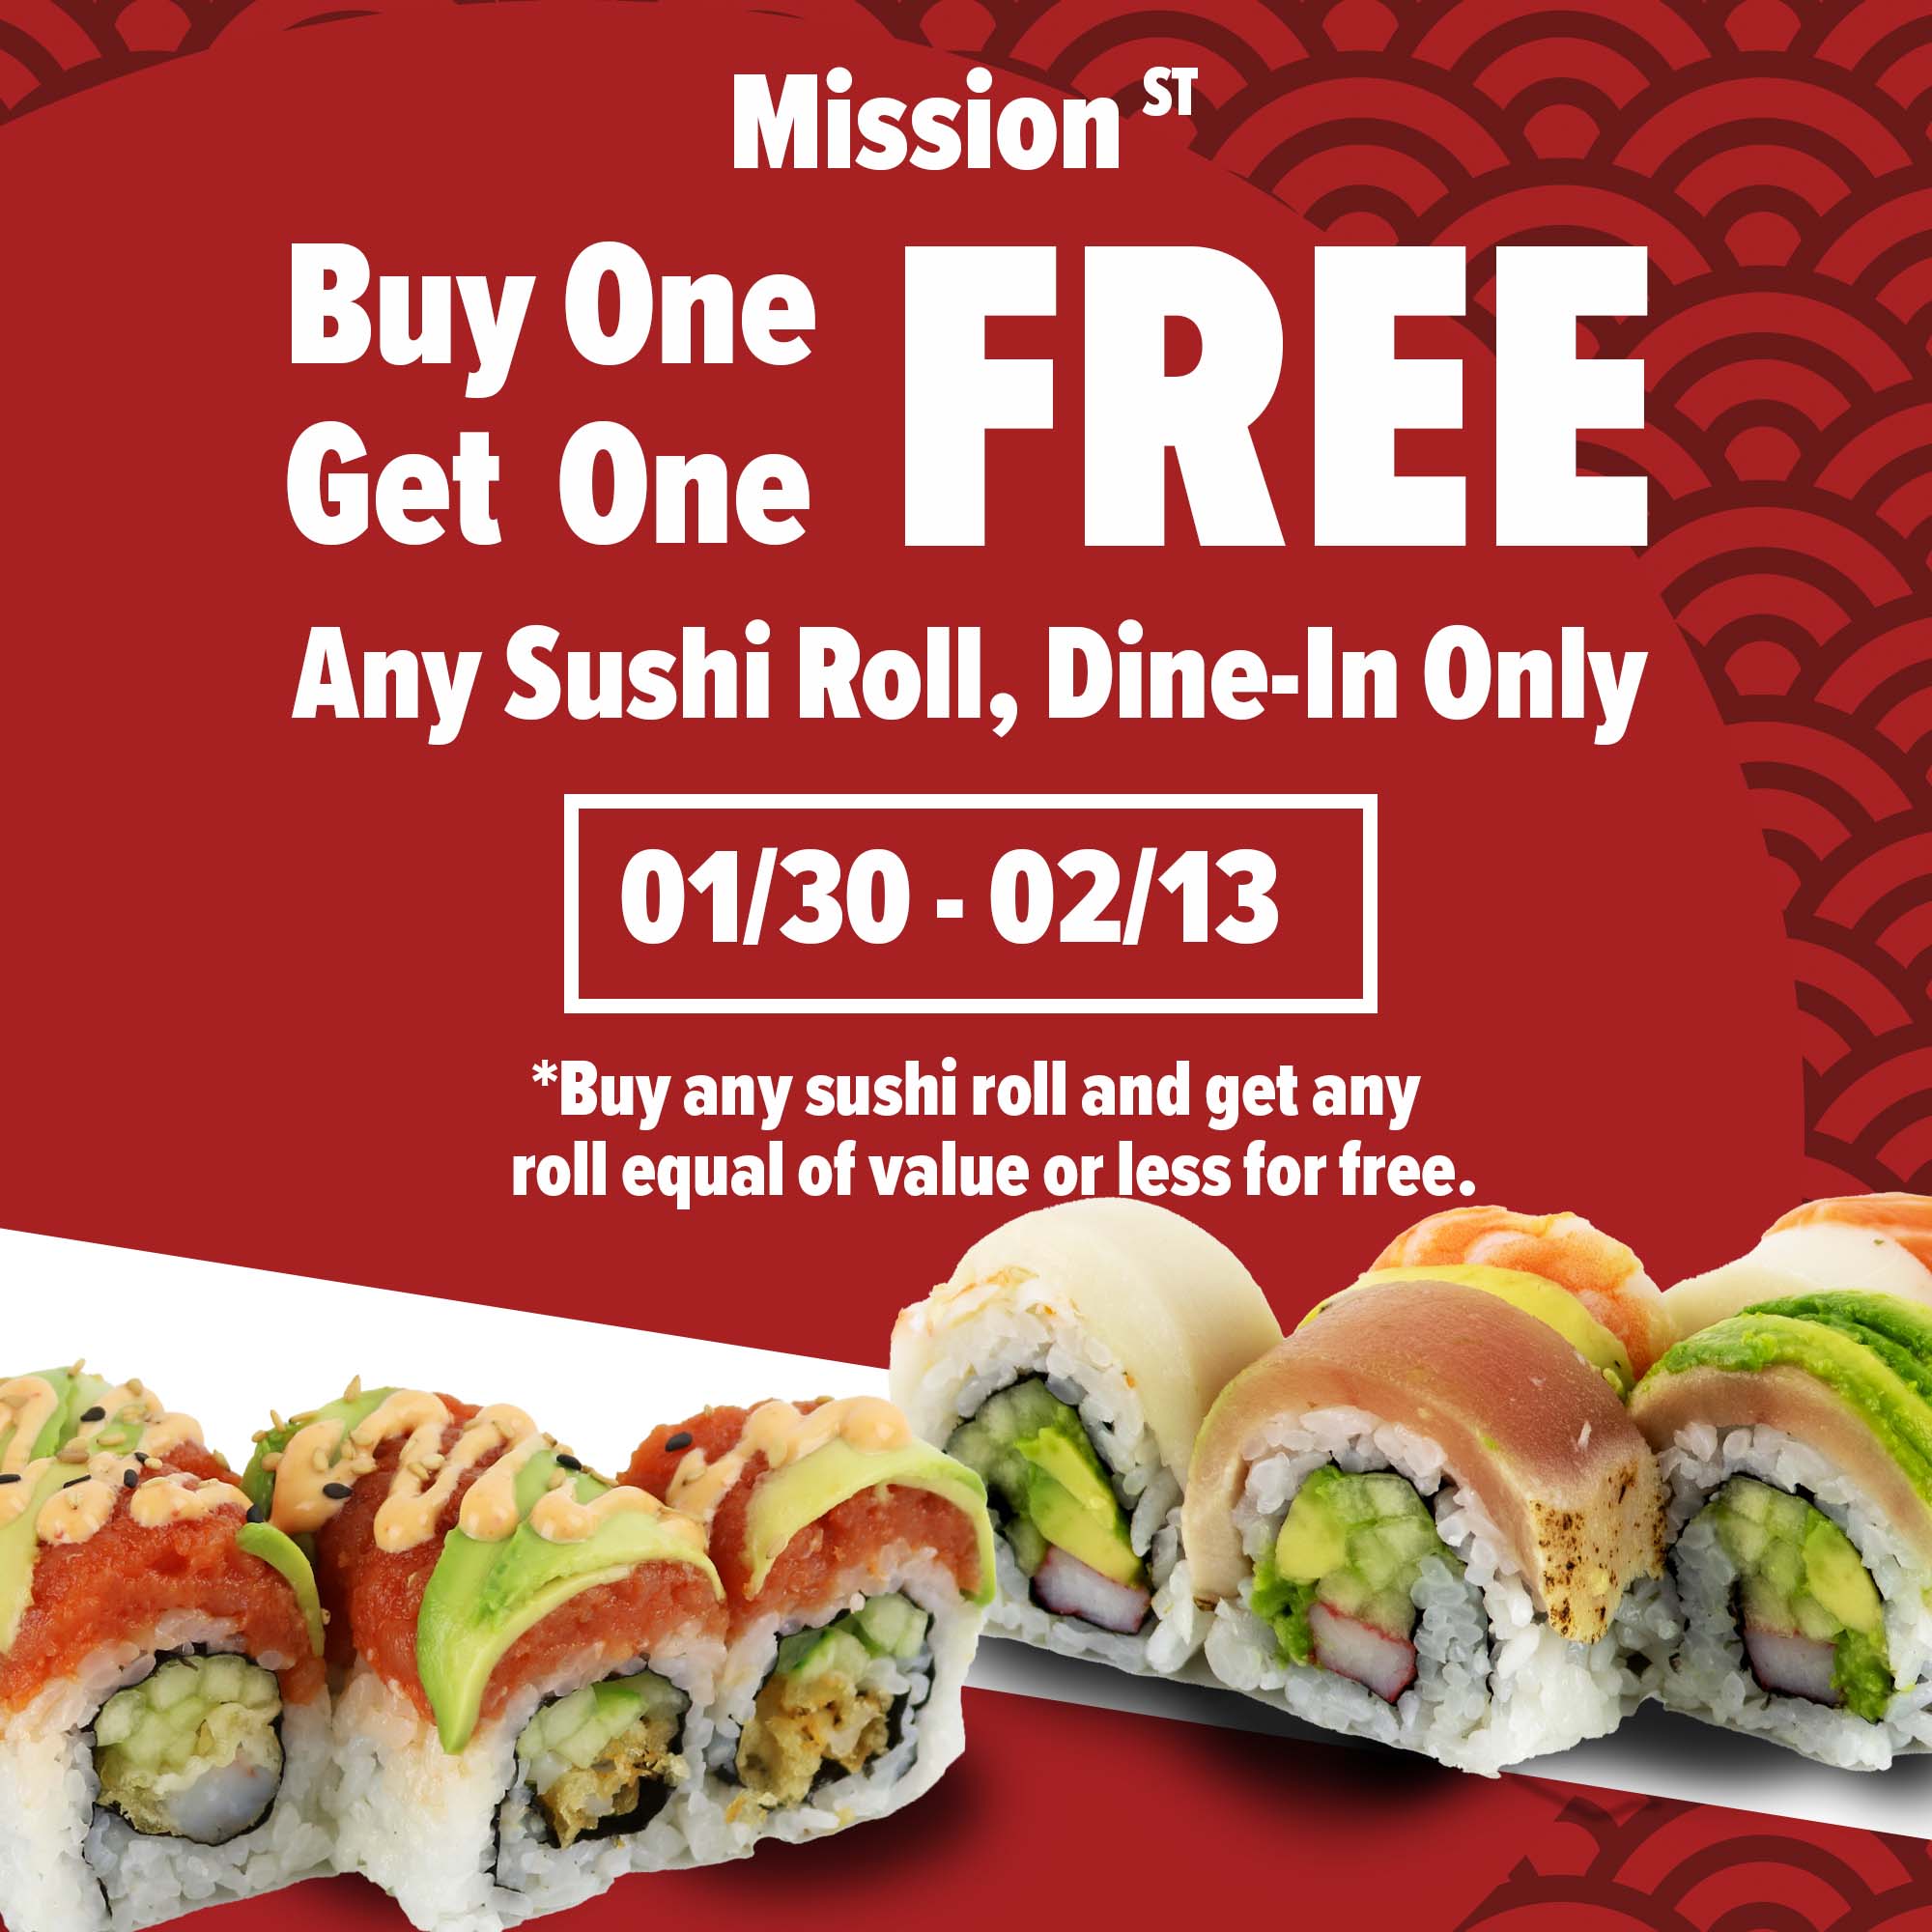 Mission ST
Buy One
Get One
FREE
Any Sushi Roll, Dine-In Only
01/30 - 02/13
*Buy any sushi roll and get any
roll equal of value or less for free.